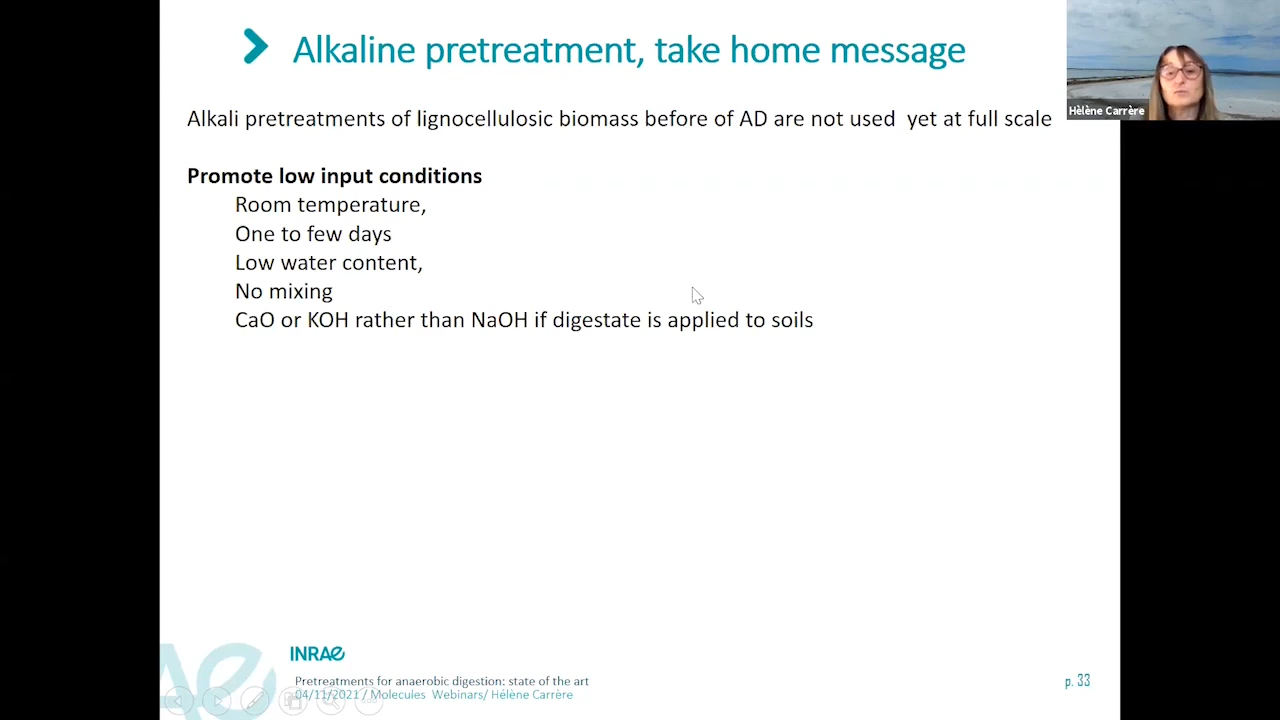 Alkaline pretreatment, take home message
Hélène Carrère
Alkali pretreatments of lignocellulosic biomass before of AD are not used yet at full scale
Promote low input conditions
Room temperature,
One to few days
Low water content,
No mixing
CaO or KOH rather than NaOH if digestate is applied to soils
INRAE
Pretreatments for anaerobic digestion: state of the art
04/11/2021 / Molecules Webinars/ Hélène Carrère
p. 33